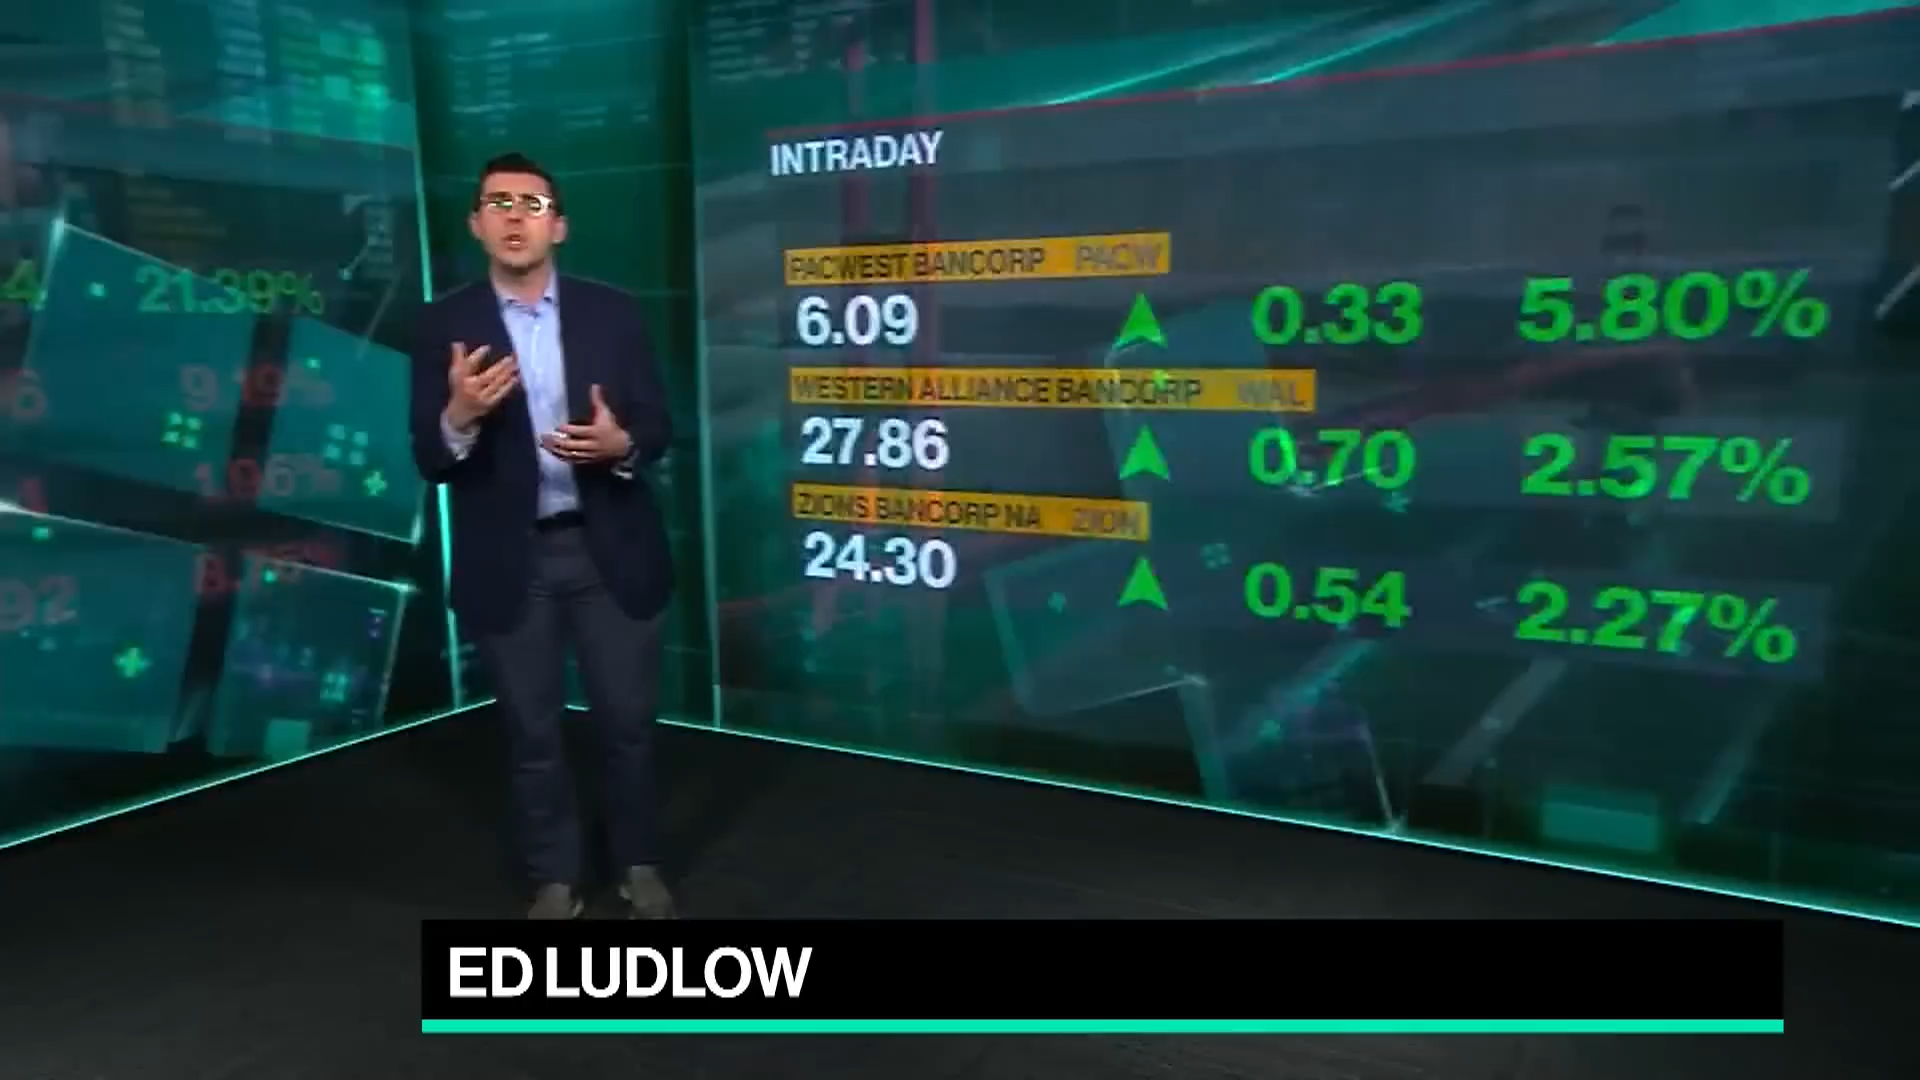 INTRADAY
PACWEST BANCORP PACW
6.09 0.33 5.80%
WESTERN ALLIANCE BANCORP WAL
27.86 0.70 2.57%
ZIONS BANCORP NA ZION
24.30 0.54 2.27%
21.39%
ED LUDLOW